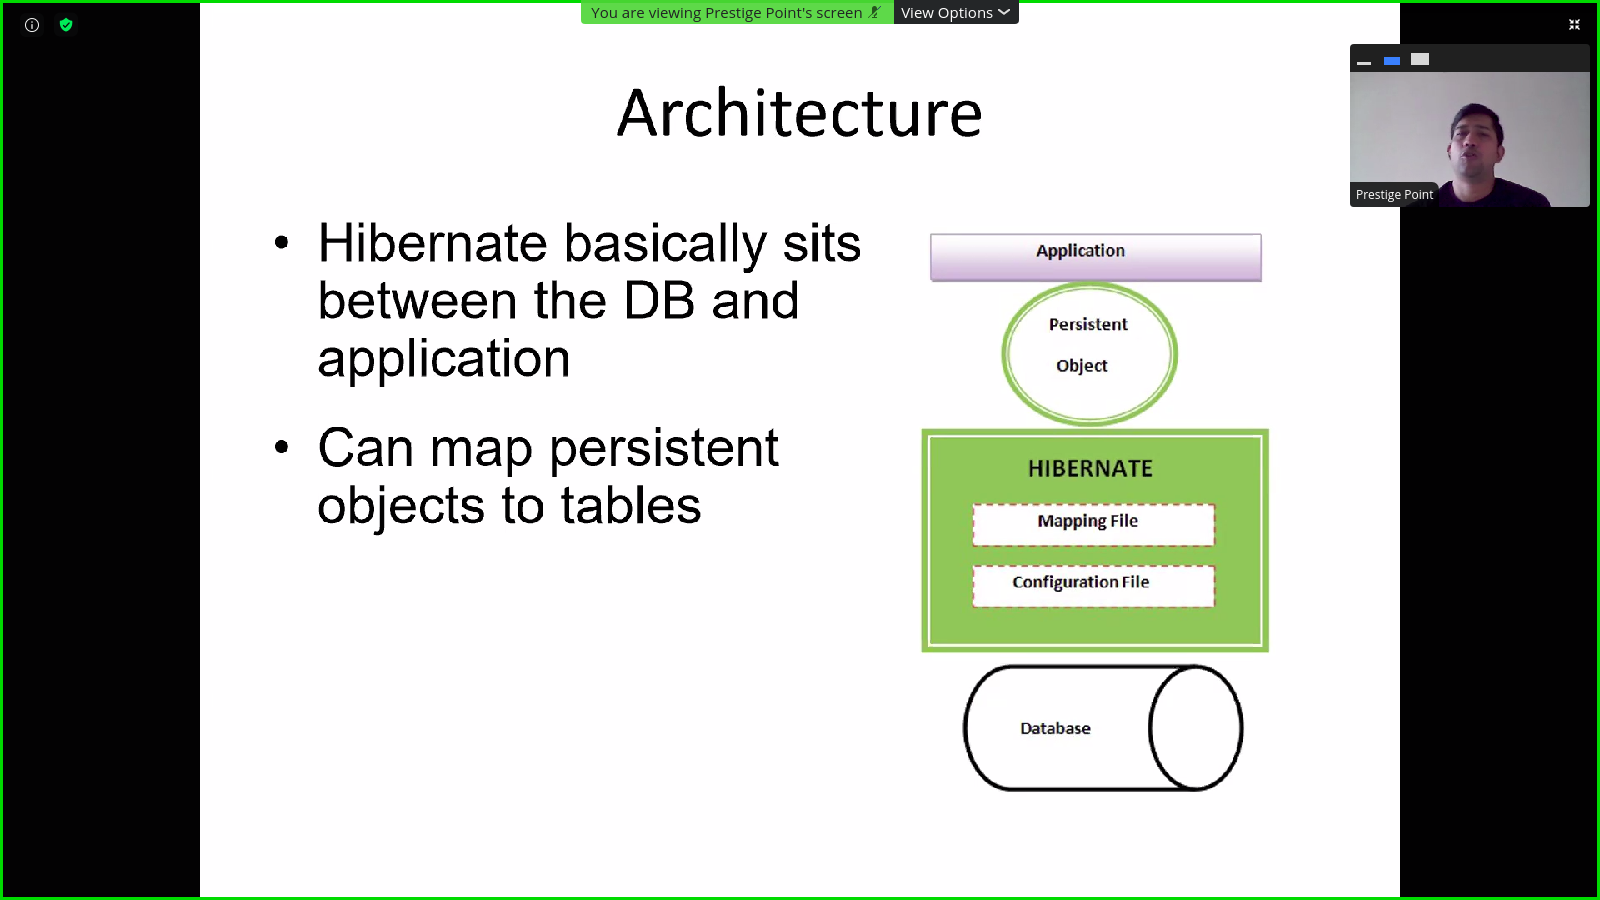 You are viewing Prestige Point's screen View Options
Architecture
Prestige Point
• Hibernate basically sits
between the DB and
application
• Can map persistent
objects to tables
Application
Persistent
Object
HIBERNATE
Mapping File
Configuration File
Database